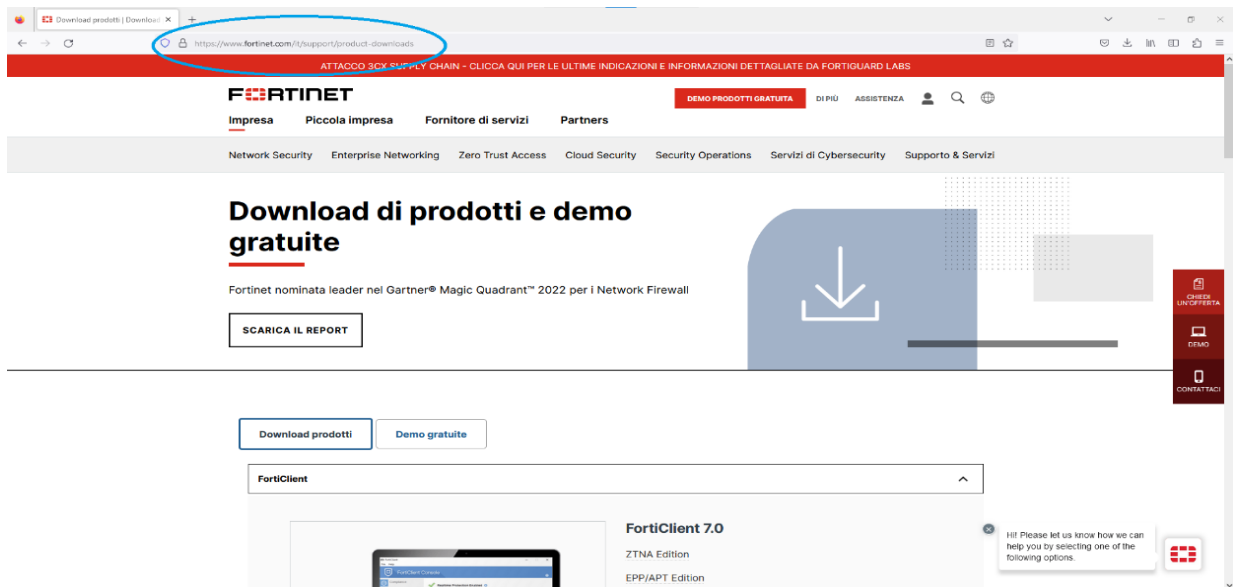 Download prodotti | Download
https://www.fortinet.com/it/support/product-downloads
ATTACCO 3CX SUPPLY CHAIN - CLICCA QUI PER LE ULTIME INDICAZIONI E INFORMAZIONI DETTAGLIATE DA FORTIGUARD LABS
FORTINET
DEMO PRODOTTI GRATUITA DI PIÙ ASSISTENZA
Impresa Piccola impresa Fornitore di servizi Partners
Network Security Enterprise Networking Zero Trust Access Cloud Security Security Operations Servizi di Cybersecurity Supporto & Servizi
Download di prodotti e demo
gratuite
Fortinet nominata leader nel Gartner® Magic Quadrant™ 2022 per i Network Firewall
SCARICA IL REPORT
CHIEDI
UN'OFFERTA
DEMO
CONTATTACI
Download prodotti Demo gratuite
FortiClient
FortiClient 7.0
ZTNA Edition
EPP/APT Edition
FortiClient Console
Hi! Please let us know how we can
help you by selecting one of the
following options.